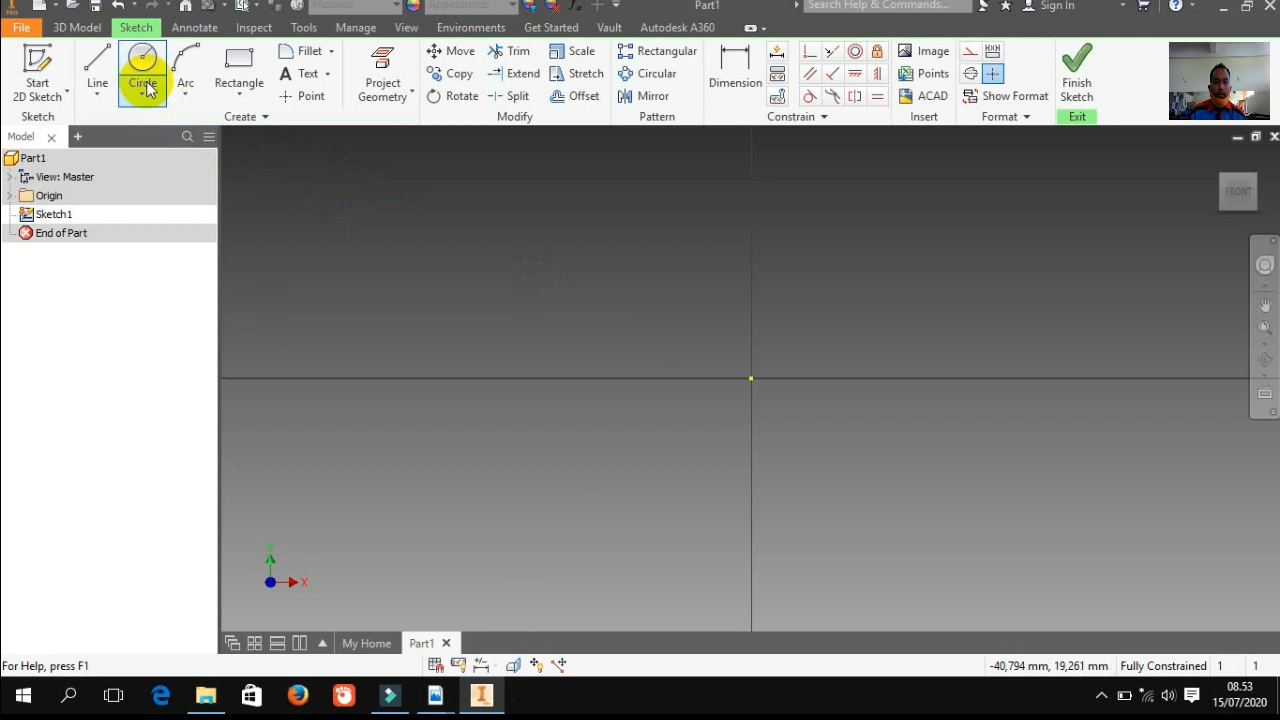 Material
Appearance
Part1
Search Help & Commands...
Sign In
File
3D Model
Sketch
Annotate
Inspect
Tools
Manage
View
Environments
Get Started
Vault
Autodesk A360
Start
2D Sketch
Line
Circle
Arc
Rectangle
Fillet
Text
Point
Project
Geometry
Move
Copy
Rotate
Trim
Extend
Split
Scale
Stretch
Offset
Rectangular
Circular
Mirror
Dimension
Image
Points
ACAD
Show Format
Finish
Sketch
Sketch
Create
Modify
Pattern
Constrain
Insert
Format
Exit
Model
Part1
View: Master
Origin
Sketch1
End of Part
FRONT
Y
X
My Home
Part1
For Help, press F1
-40,794 mm, 19,261 mm
Fully Constrained
1
1
08.53
15/07/2020